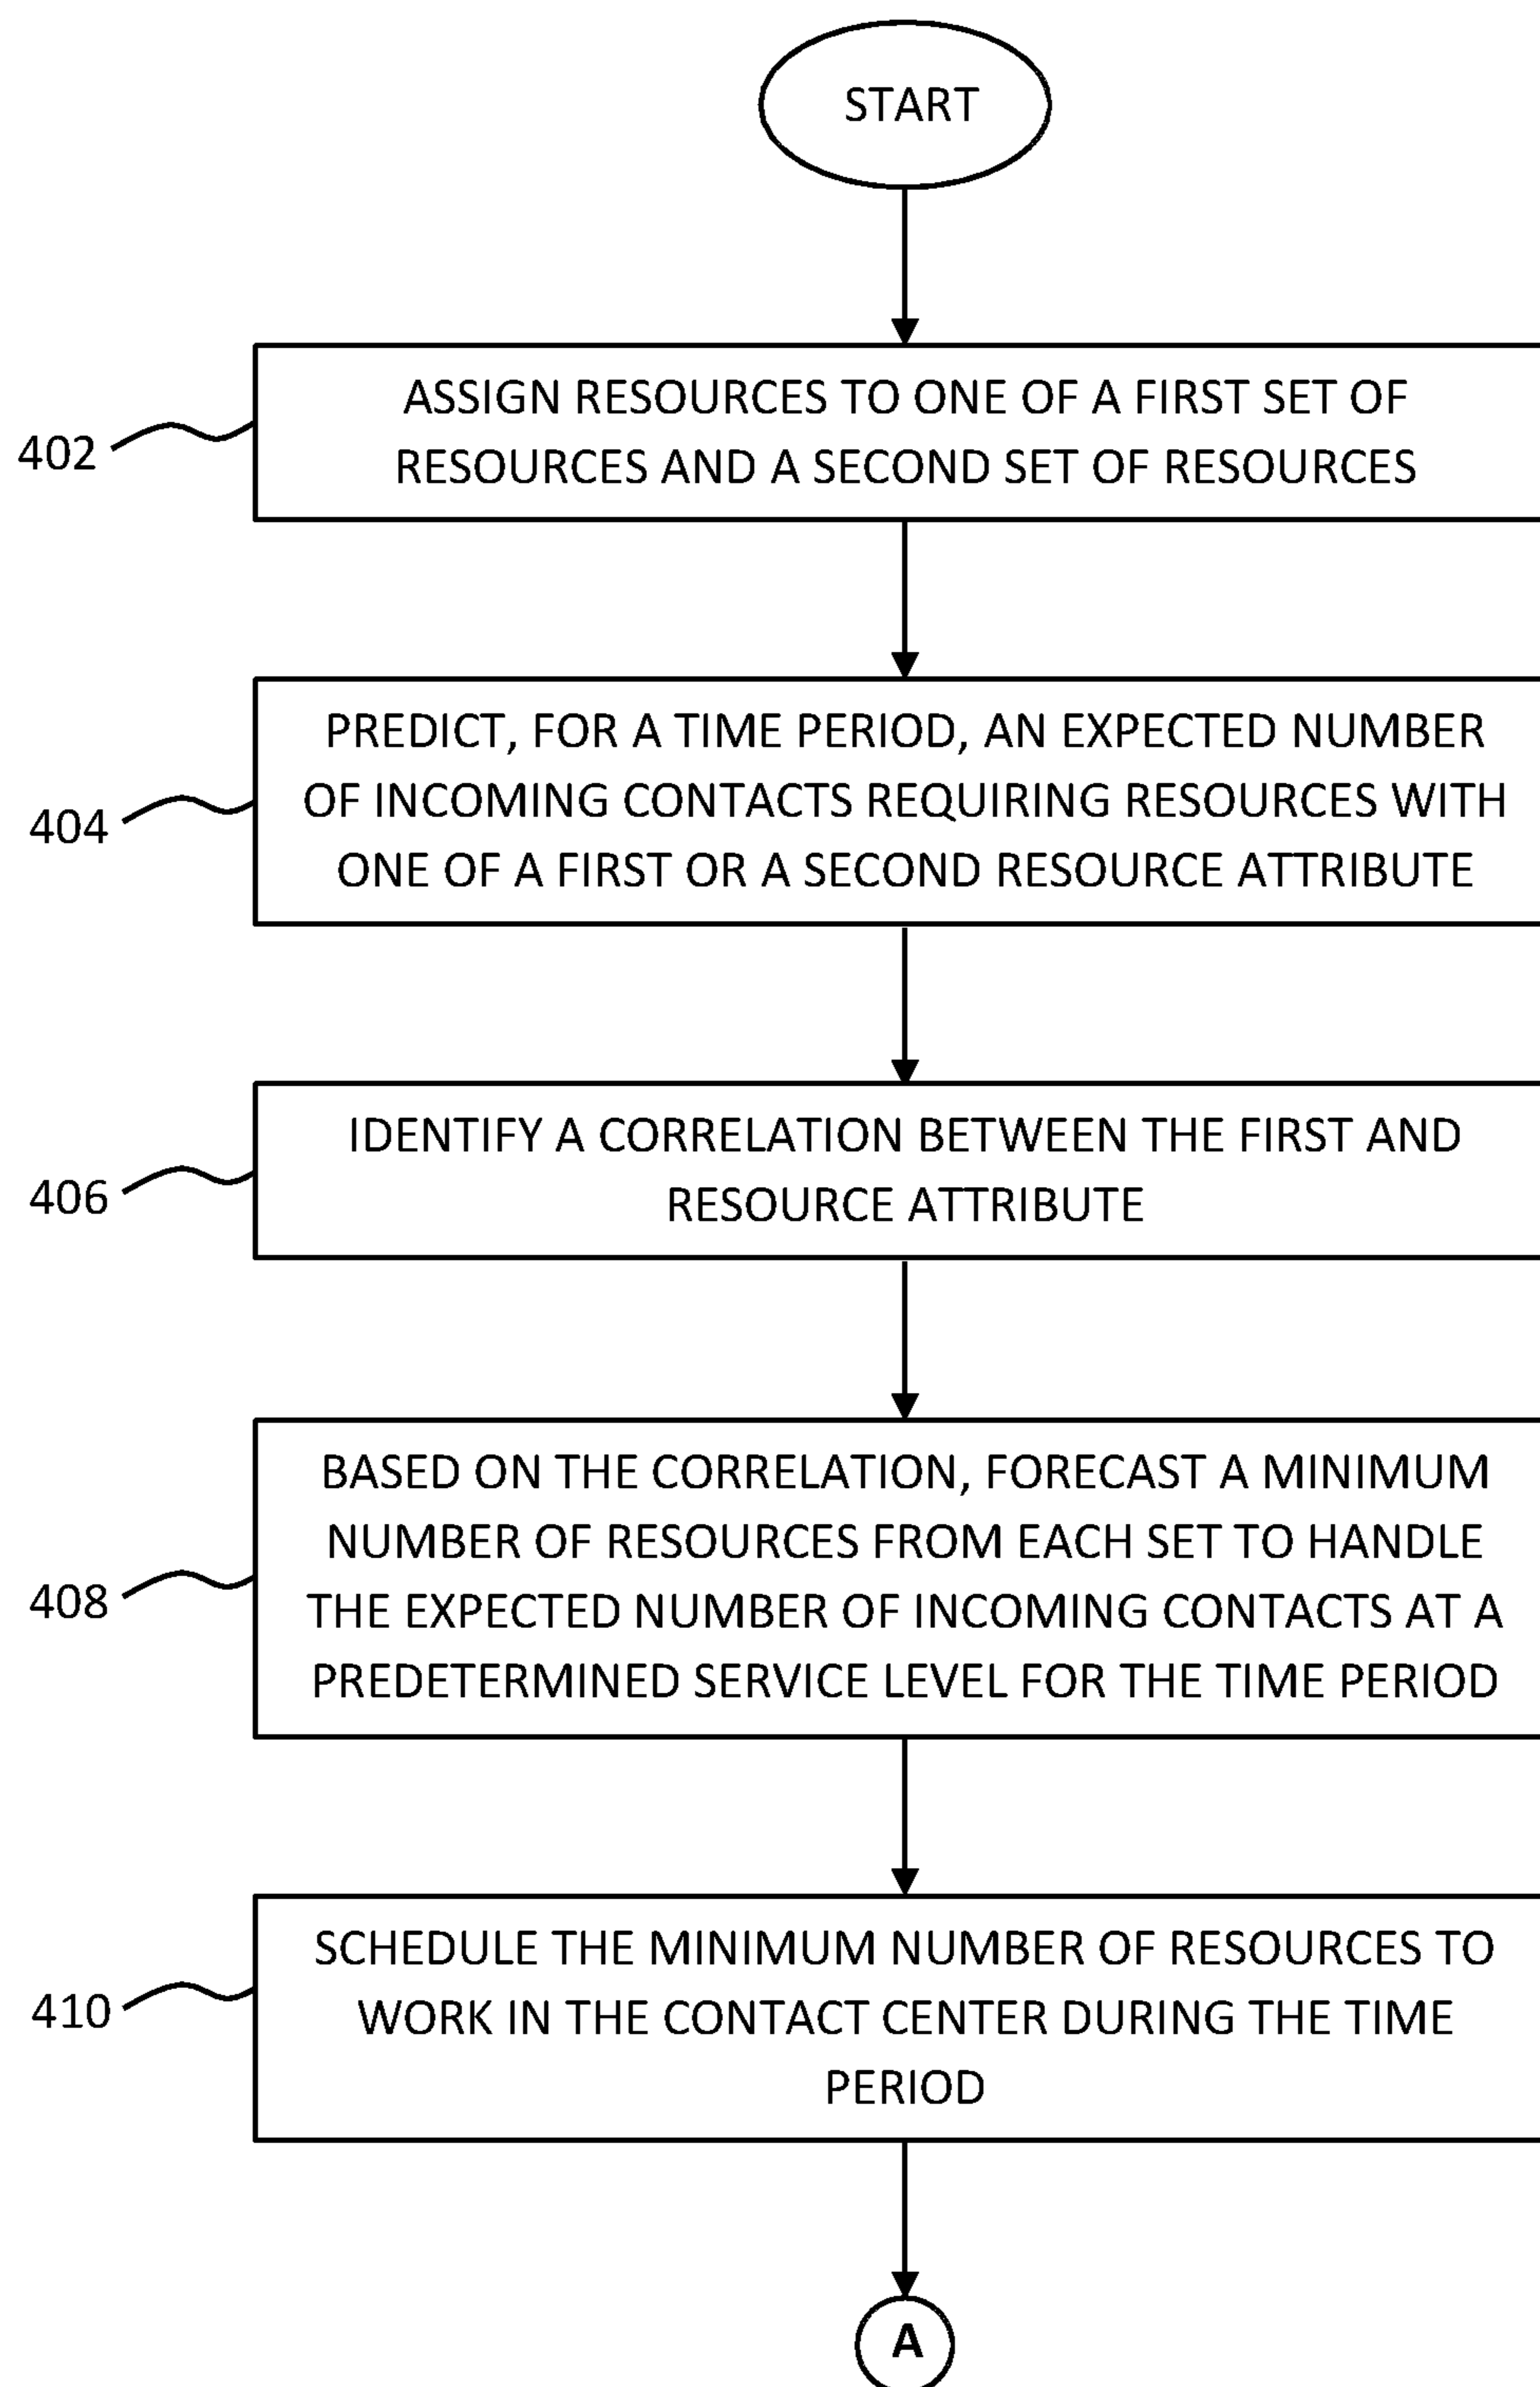 START
402
ASSIGN RESOURCES TO ONE OF A FIRST SET OF
RESOURCES AND A SECOND SET OF RESOURCES
404
PREDICT, FOR A TIME PERIOD, AN EXPECTED NUMBER
OF INCOMING CONTACTS REQUIRING RESOURCES WITH
ONE OF A FIRST OR A SECOND RESOURCE ATTRIBUTE
406
IDENTIFY A CORRELATION BETWEEN THE FIRST AND
RESOURCE ATTRIBUTE
408
BASED ON THE CORRELATION, FORECAST A MINIMUM
NUMBER OF RESOURCES FROM EACH SET TO HANDLE
THE EXPECTED NUMBER OF INCOMING CONTACTS AT A
PREDETERMINED SERVICE LEVEL FOR THE TIME PERIOD
410
SCHEDULE THE MINIMUM NUMBER OF RESOURCES TO
WORK IN THE CONTACT CENTER DURING THE TIME
PERIOD
A